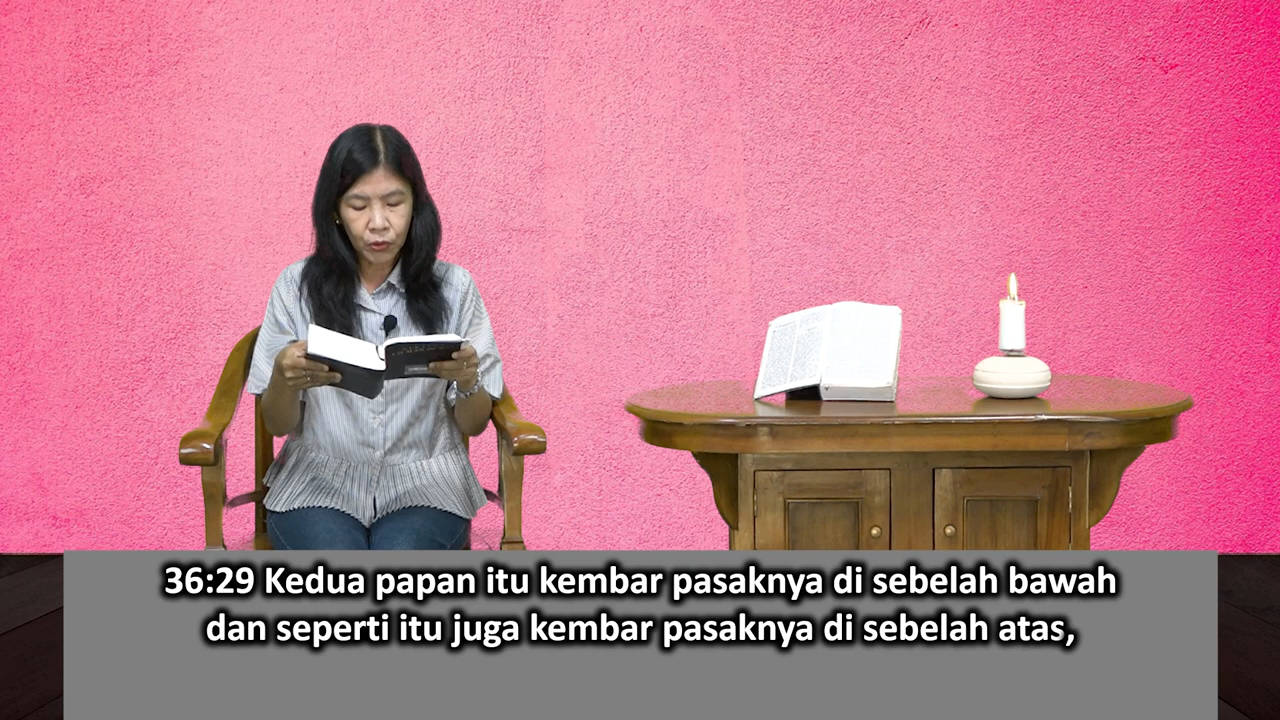 36:29 Kedua papan itu kembar pasaknya di sebelah bawah
dan seperti itu juga kembar pasaknya di sebelah atas,